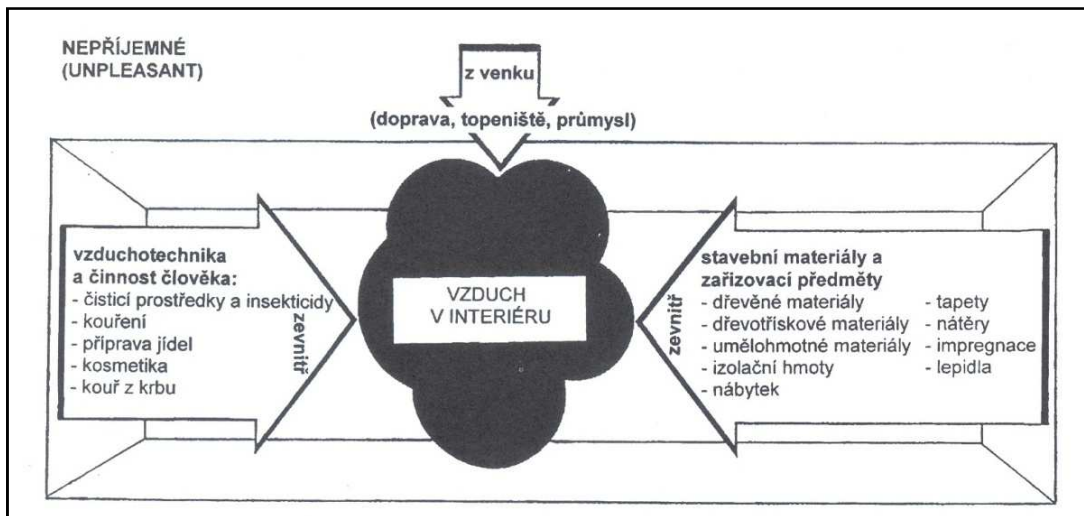 NEPŘÍJEMNÉ
(UNPLEASANT)
z venku
(doprava, topeniště, průmysl)
vzduchotechnika
a činnost člověka:
- čisticí prostředky a insekticidy
- kouření
- připrava jídel
- kosmetika
- kouř z krbu
zevnitř
VZDUCH
V INTERIÉRU
zevnitř
stavební materiály a
zařizovací předměty
- dřevěné materiály
- dřevotřískové materiály
- umělohmotné materiály
- izolační hmoty
- nábytek
- tapety
- nátěry
- impregnace
- lepidla